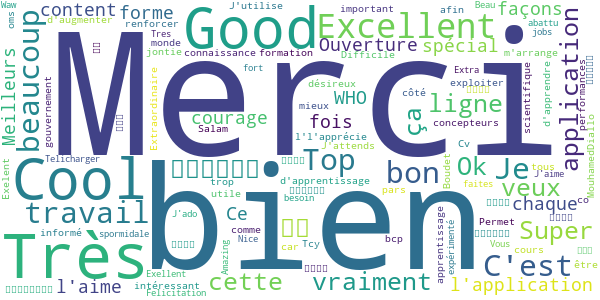 Waw
oms
d'augmenter
content
forme
J'utilise
Good
Excellent
important
afin
Beau
façons
abattu
jobs
renforcer
Tres
monde
jontie
connaissance
formation
Ouverture
spécial
Difficile
m'arrange
Meilleurs
beaucoup
gouvernement
Merci
Extraordinaire
fort
désireux
WHO
ligne
Extra
exploiter
scientifique
d'apprendre
application
performances
MouhamedDiallo
courage
Salam
fois
mieux
l'l'apprécie
côté
ça
concepteurs
J'attends
Exelent
Telicharger
Cool
Top
bon
Ok
Je
Cv
tous
J'aime
d'apprentissage
trop
utile
besoin
pars
Boudet
veux
faites
chaque
co
travail
J'ado
Ce
comme
bien
Permet
Super
informé
spormidale
Nice
car
Tcy
bcp
apprentissage
expérimenté
Vous
cours
Très
Amazing
C'est
être
l'aime
Exellent
intéressant
Felicitation
cette
vraiment
l'application